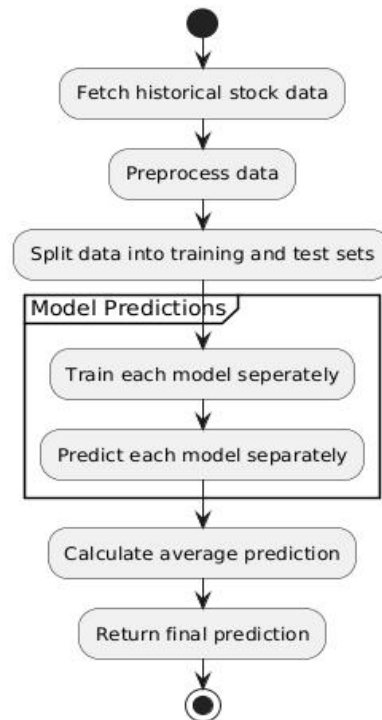 Fetch historical stock data
Preprocess data
Split data into training and test sets
Model Predictions
Train each model seperately
Predict each model separately
Calculate average prediction
Return final prediction